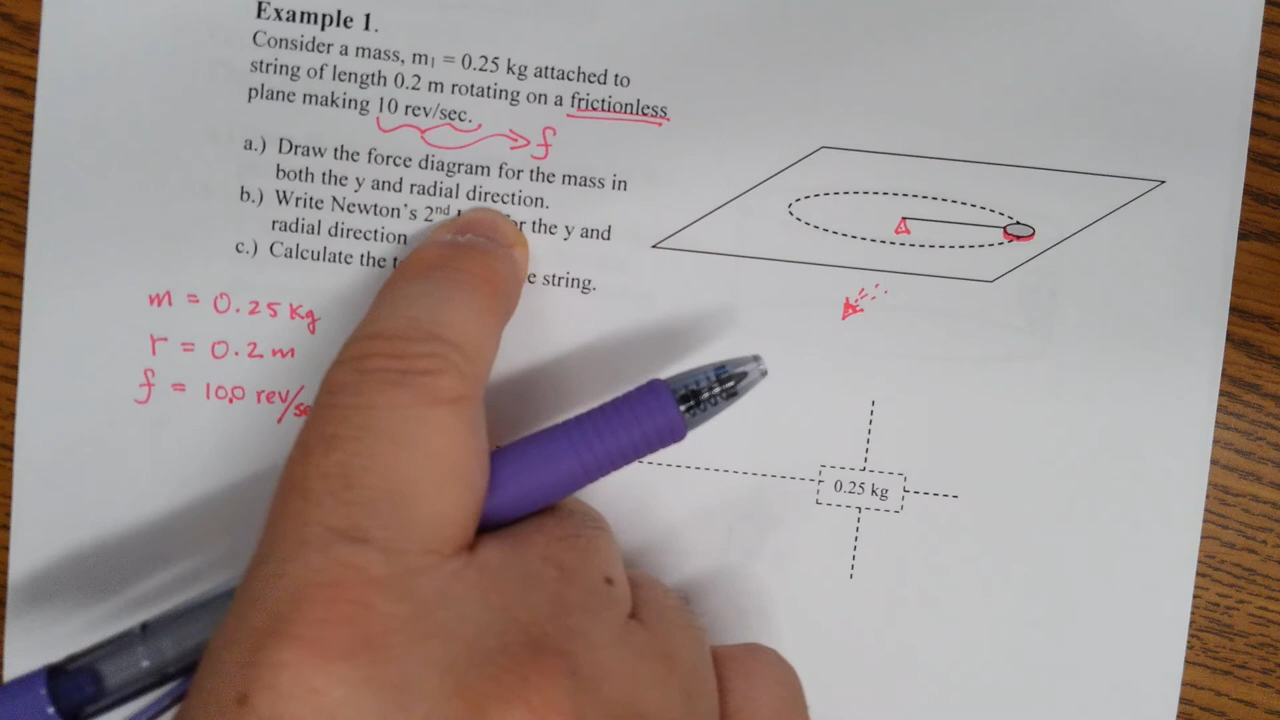 Example 1.
Consider a mass, m₁ = 0.25 kg attached to
string of length 0.2 m rotating on a frictionless
plane making 10 rev/sec.
f
a.) Draw the force diagram for the mass in
both the y and radial direction.
b.) Write Newton's 2nd the y and
radial direction
c.) Calculate the string.
m = 0.25 Kg
r = 0.2 m
f = 10.0 rev/
0.25 kg